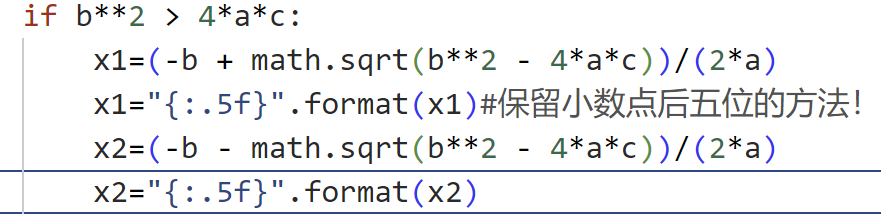 if b**2 > 4*a*c:
    x1=(-b + math.sqrt(b**2 - 4*a*c))/(2*a)
    x1="{:.5f}".format(x1)#保留小数点后五位的方法！
    x2=(-b - math.sqrt(b**2 - 4*a*c))/(2*a)
    x2="{:.5f}".format(x2)